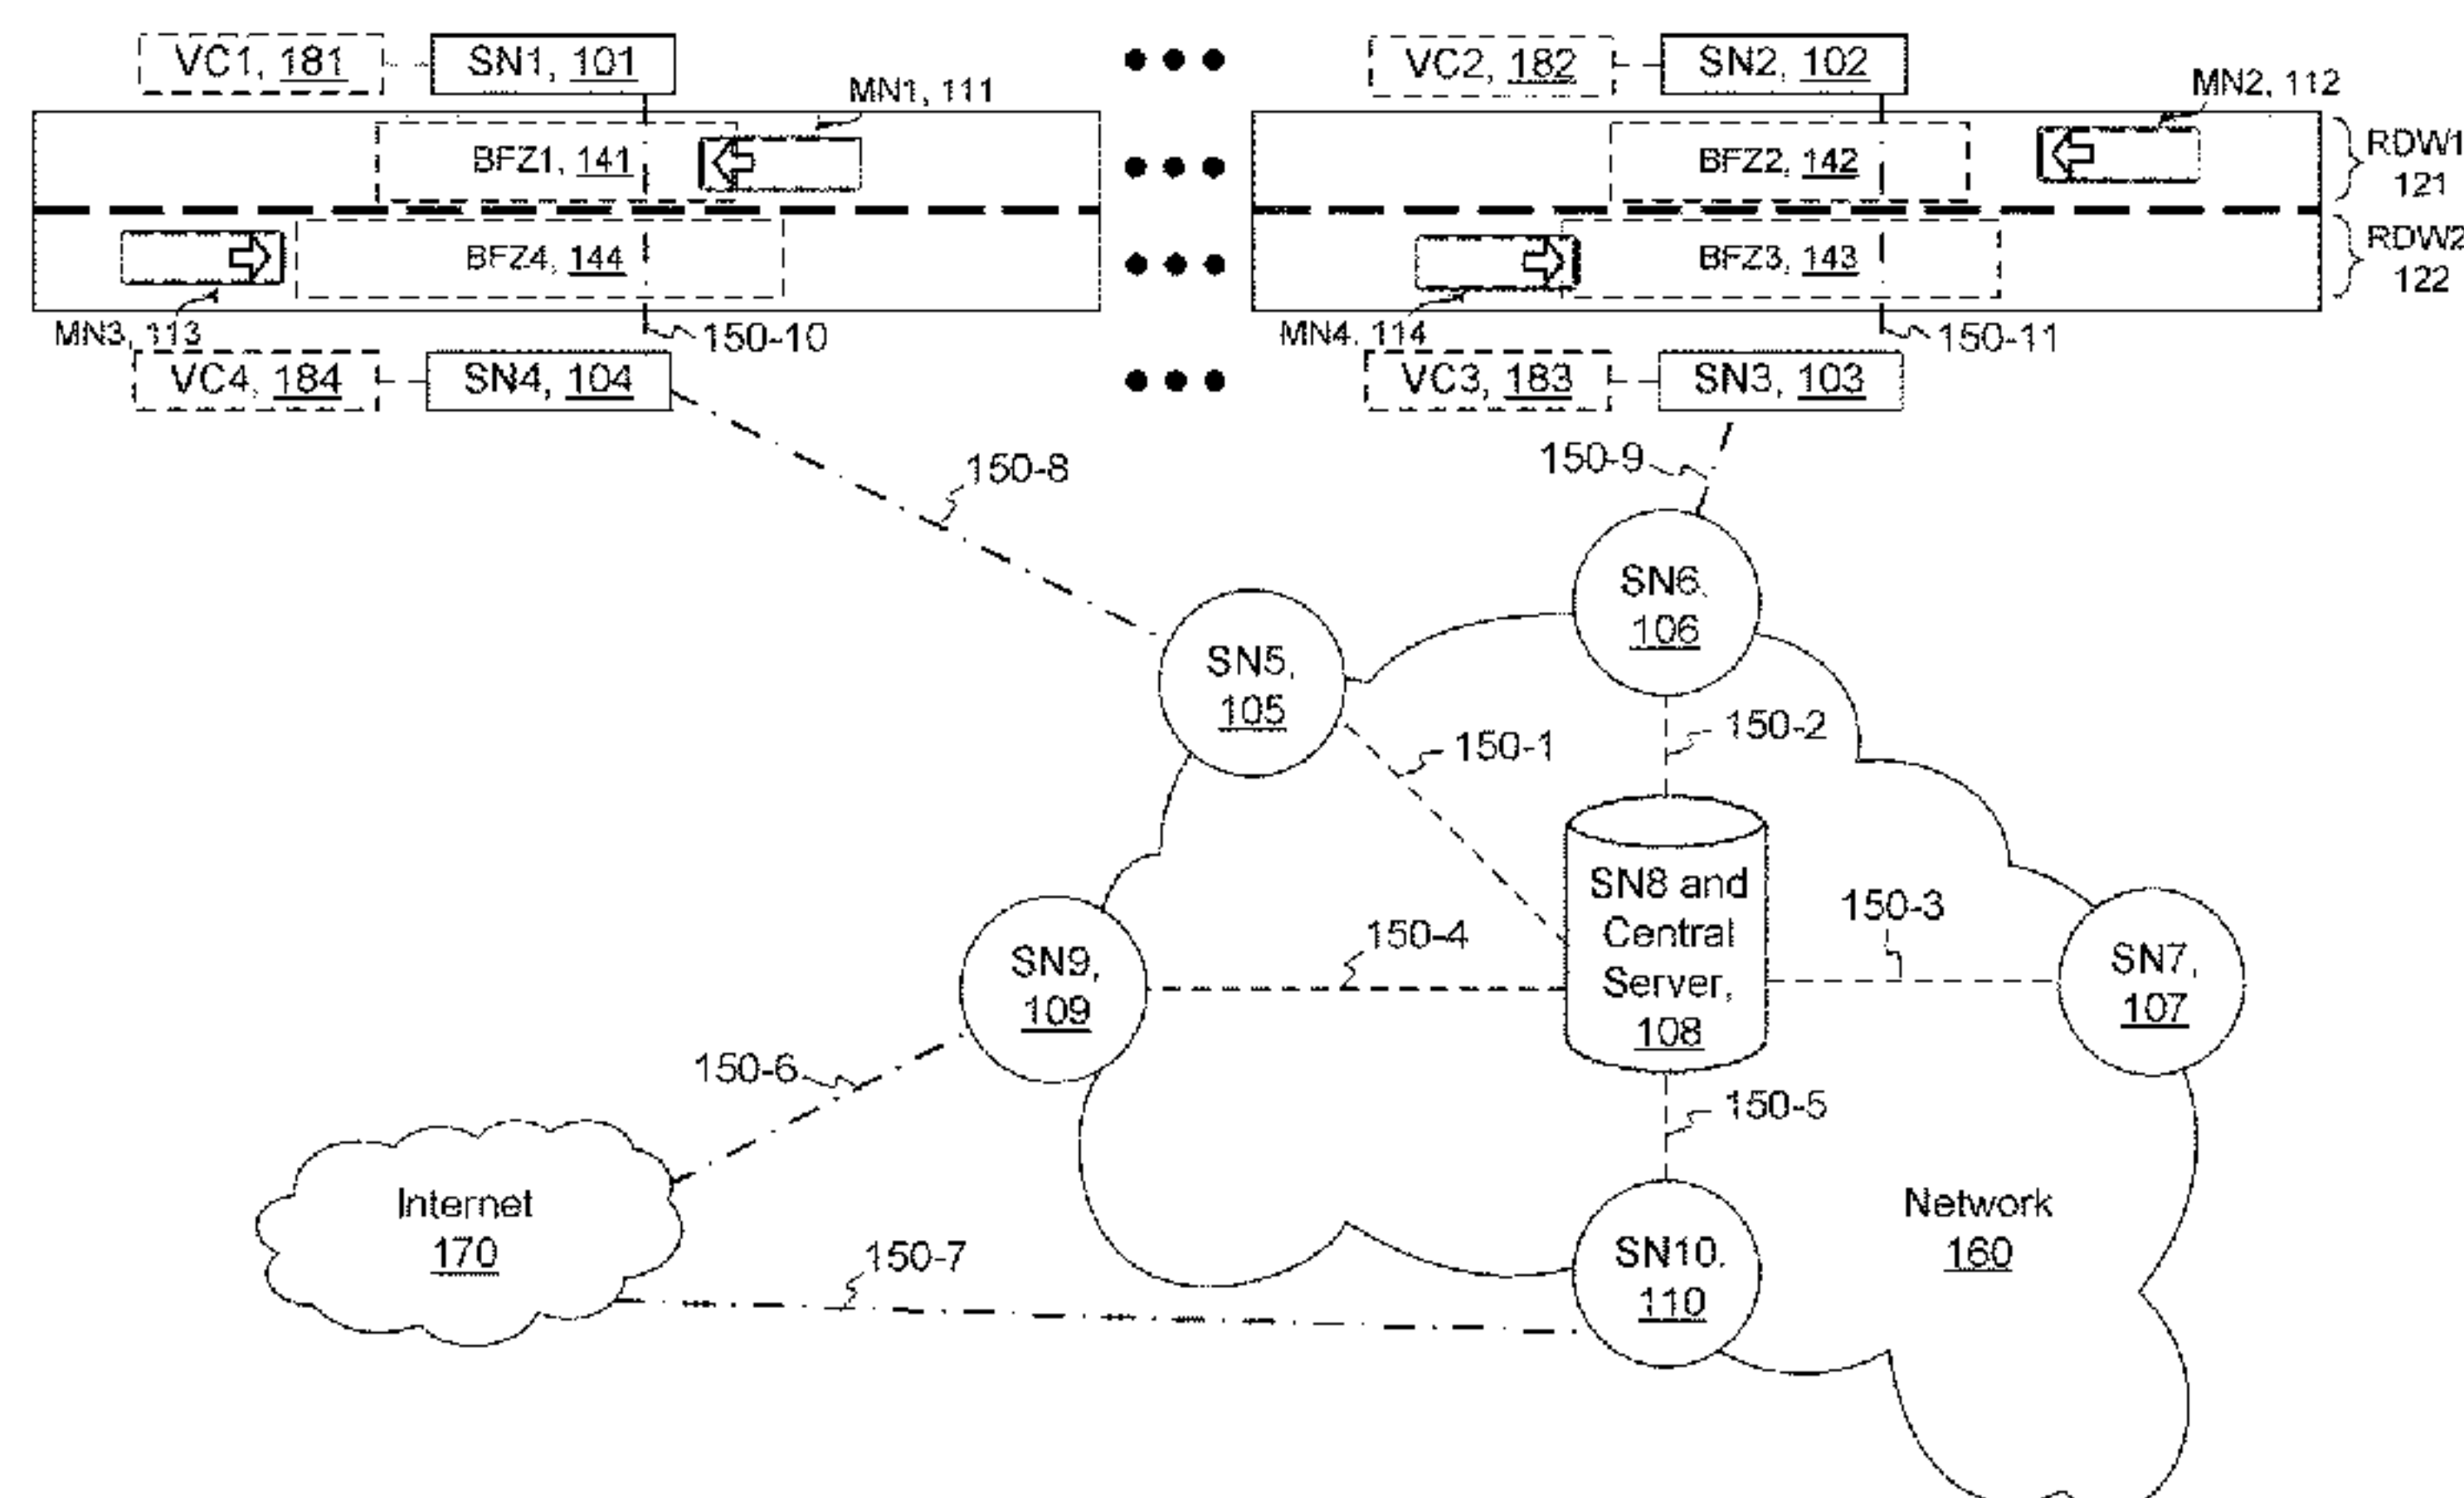 VC1, 181
SN1, 101
MN1, 111
VC2, 182
SN2, 102
MN2, 112
BFZ1, 141
BFZ2, 142
RDW1
121
BFZ4, 144
BFZ3, 143
RDW2
122
MN3, 113
150-10
MN4, 114
150-11
VC4, 184
SN4, 104
VC3, 183
SN3, 103
150-8
150-9
SN6,
106
SN5,
105
150-1
150-2
SN8 and
Central
Server,
108
150-3
150-4
SN9,
109
SN7,
107
150-6
150-5
Internet
170
150-7
SN10,
110
Network
160